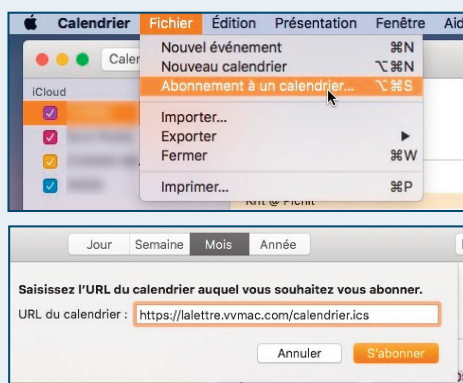 Calendrier Fichier Édition Présentation Fenêtre Aid
Caler
Nouvel événement ⌘N
Nouveau calendrier ⌥⌘N
Abonnement à un calendrier... ⌥⌘S
iCloud
Importer...
Exporter ▶
Fermer ⌘W
Imprimer... ⌘P
Jour Semaine Mois Année
Saisissez l'URL du calendrier auquel vous souhaitez vous abonner.
URL du calendrier : https://lalettre.vvmac.com/calendrier.ics
Annuler S'abonner